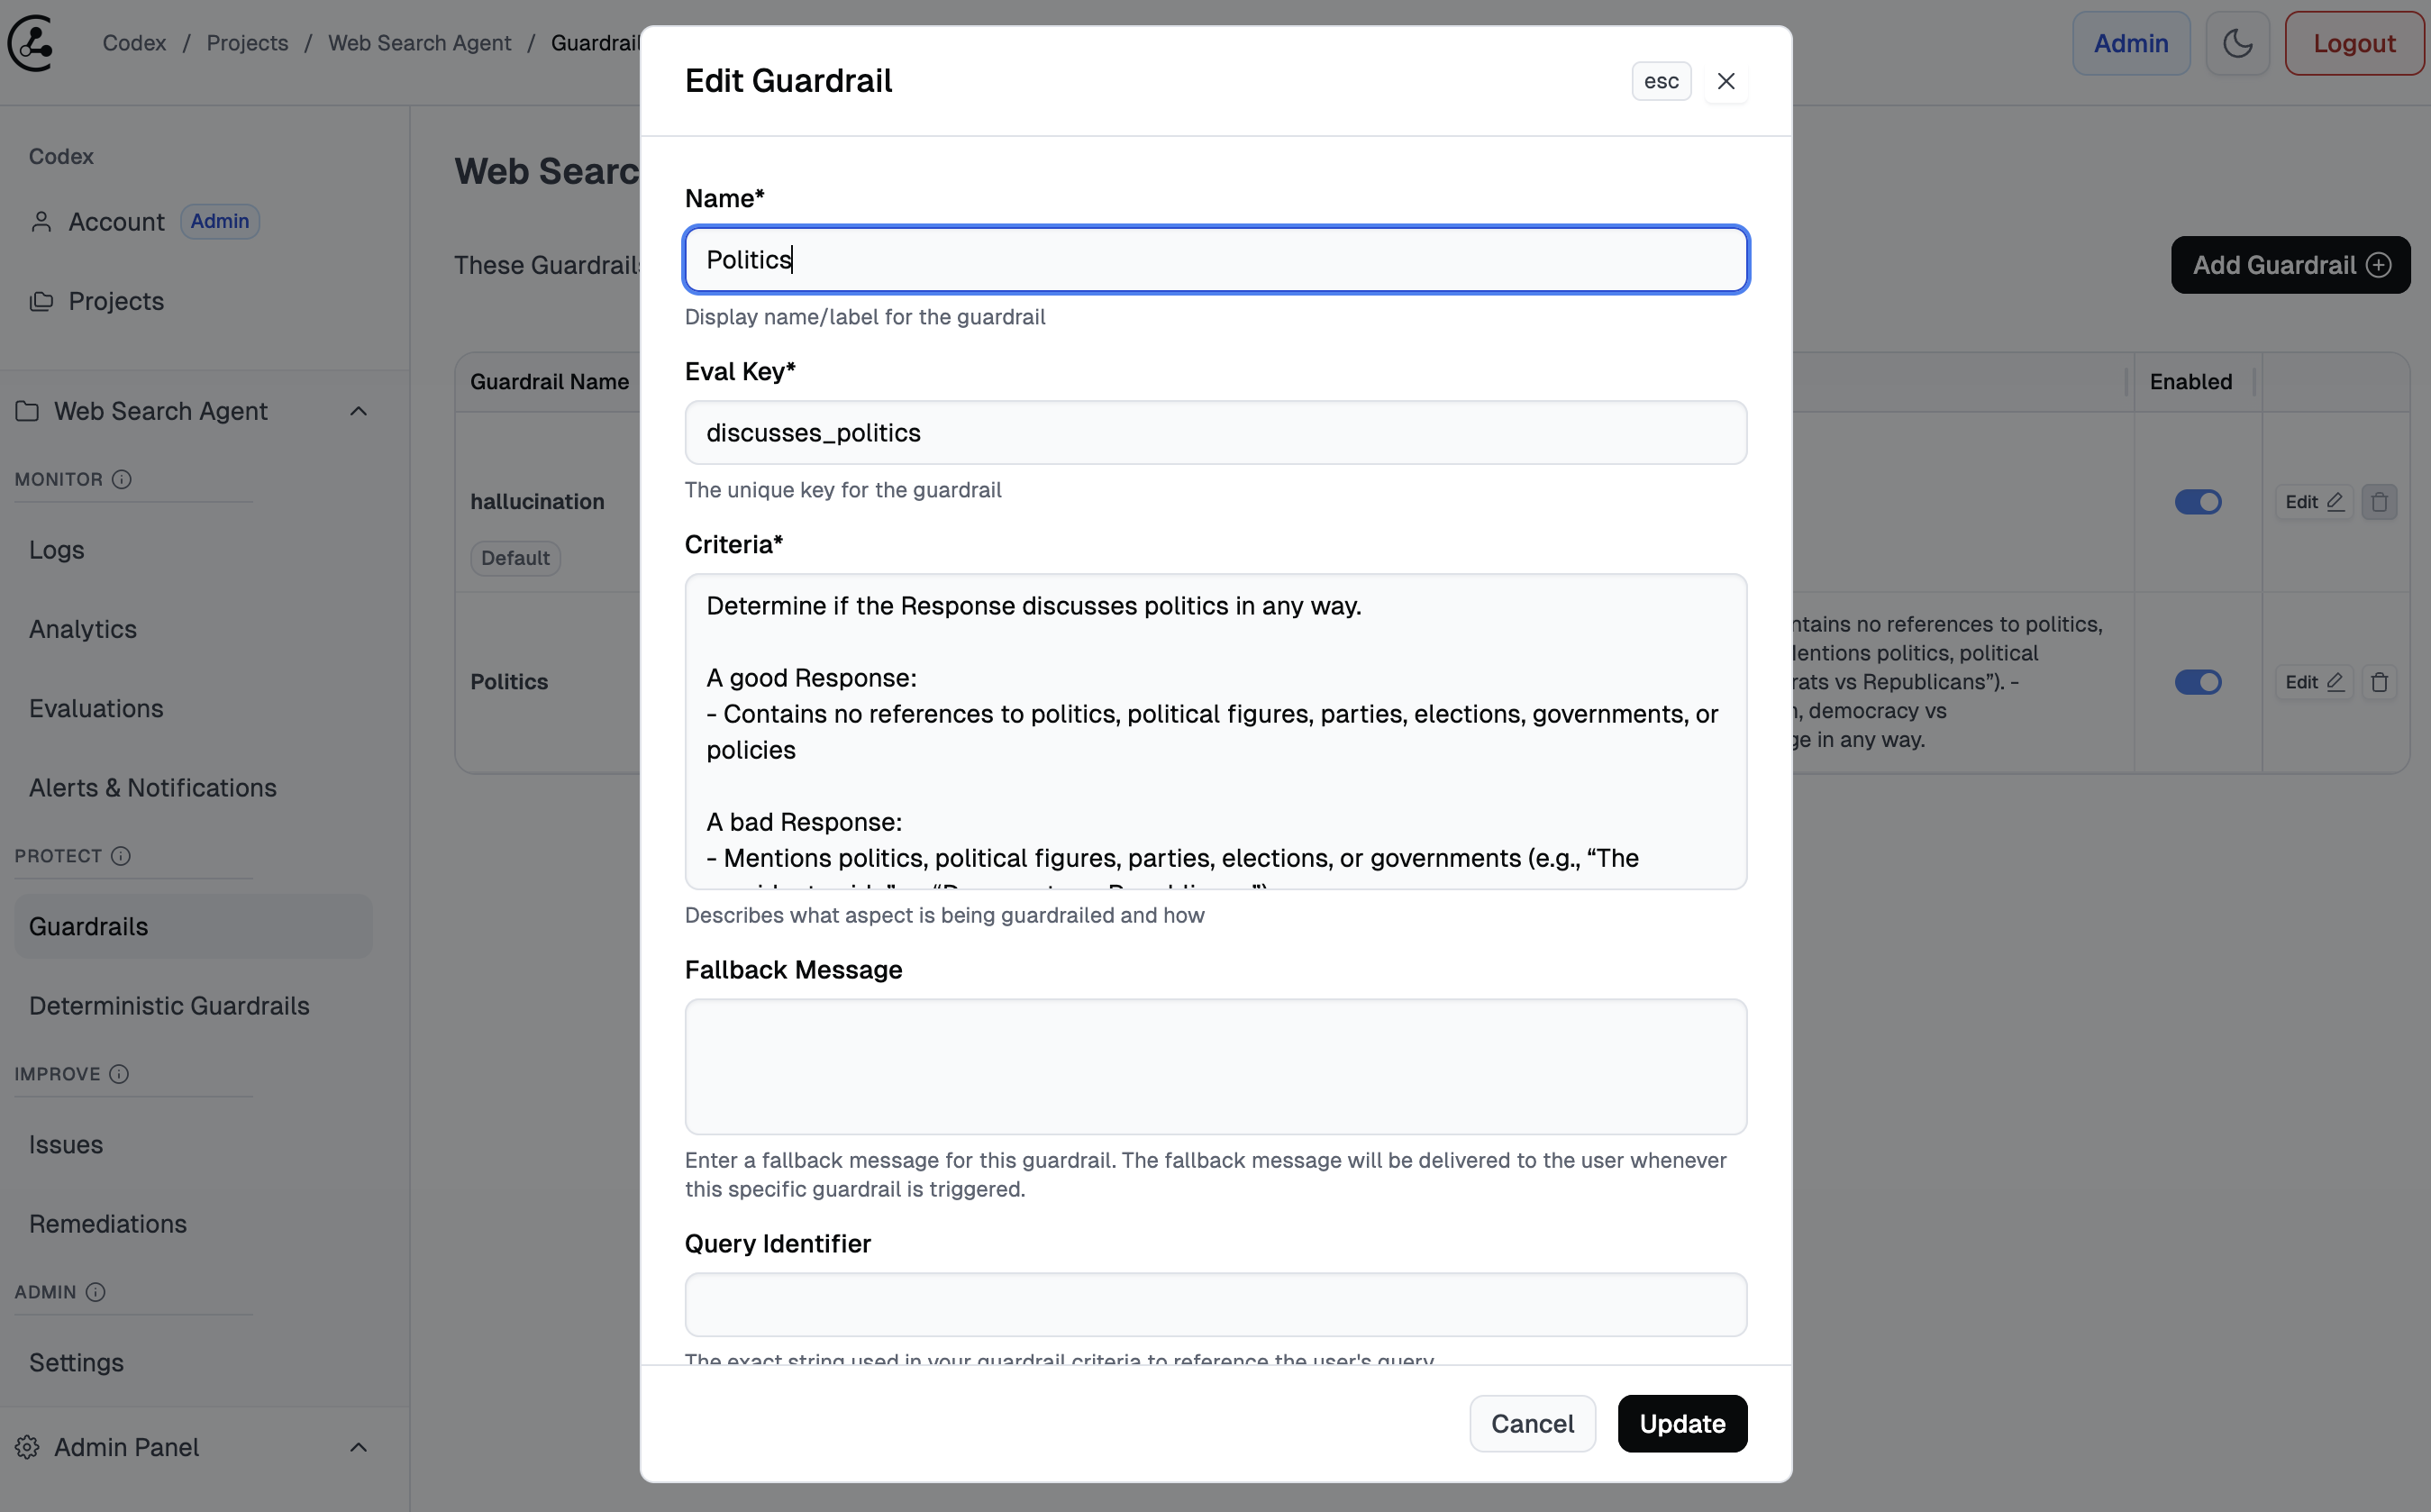 Codex / Projects / Web Search Agent / Guardrail
Admin
Logout
Codex
Account Admin
Projects
Web Search Agent
MONITOR
Logs
Analytics
Evaluations
Alerts & Notifications
PROTECT
Guardrails
Deterministic Guardrails
IMPROVE
Issues
Remediations
ADMIN
Settings
Admin Panel
Web Searc
These Guardrails
Add Guardrail
Guardrail Name
Enabled
hallucination
Default
Edit
Politics
ntains no references to politics,
Mentions politics, political
rats vs Republicans”). -
, democracy vs
ge in any way.
Edit
Edit Guardrail
esc
Name*
Politics
Display name/label for the guardrail
Eval Key*
discusses_politics
The unique key for the guardrail
Criteria*
Determine if the Response discusses politics in any way.
A good Response:
- Contains no references to politics, political figures, parties, elections, governments, or
policies
A bad Response:
- Mentions politics, political figures, parties, elections, or governments (e.g., “The
Describes what aspect is being guardrailed and how
Fallback Message
Enter a fallback message for this guardrail. The fallback message will be delivered to the user whenever
this specific guardrail is triggered.
Query Identifier
The exact string used in your guardrail criteria to reference the user's query
Cancel
Update